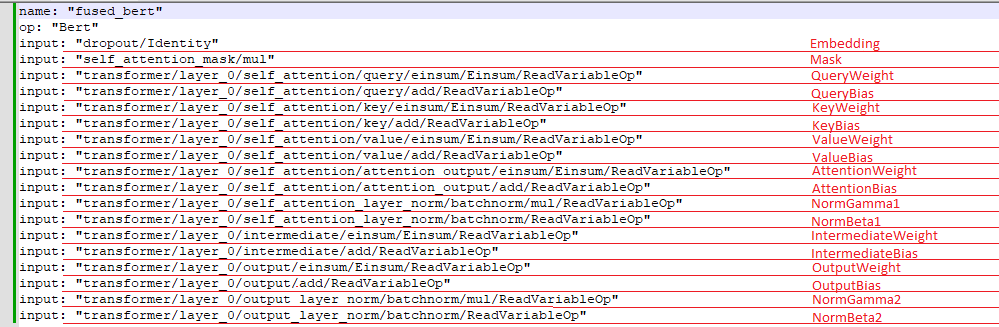 name: "fused_bert"
op: "Bert"
input: "dropout/Identity" Embedding
input: "self_attention_mask/mul" Mask
input: "transformer/layer_0/self_attention/query/einsum/Einsum/ReadVariableOp" QueryWeight
input: "transformer/layer_0/self_attention/query/add/ReadVariableOp" QueryBias
input: "transformer/layer_0/self_attention/key/einsum/Einsum/ReadVariableOp" KeyWeight
input: "transformer/layer_0/self_attention/key/add/ReadVariableOp" KeyBias
input: "transformer/layer_0/self_attention/value/einsum/Einsum/ReadVariableOp" ValueWeight
input: "transformer/layer_0/self_attention/value/add/ReadVariableOp" ValueBias
input: "transformer/layer_0/self_attention/attention_output/einsum/Einsum/ReadVariableOp" AttentionWeight
input: "transformer/layer_0/self_attention/attention_output/add/ReadVariableOp" AttentionBias
input: "transformer/layer_0/self_attention_layer_norm/batchnorm/mul/ReadVariableOp" NormGamma1
input: "transformer/layer_0/self_attention_layer_norm/batchnorm/ReadVariableOp" NormBeta1
input: "transformer/layer_0/intermediate/einsum/Einsum/ReadVariableOp" IntermediateWeight
input: "transformer/layer_0/intermediate/add/ReadVariableOp" IntermediateBias
input: "transformer/layer_0/output/einsum/Einsum/ReadVariableOp" OutputWeight
input: "transformer/layer_0/output/add/ReadVariableOp" OutputBias
input: "transformer/layer_0/output_layer_norm/batchnorm/mul/ReadVariableOp" NormGamma2
input: "transformer/layer_0/output_layer_norm/batchnorm/ReadVariableOp" NormBeta2